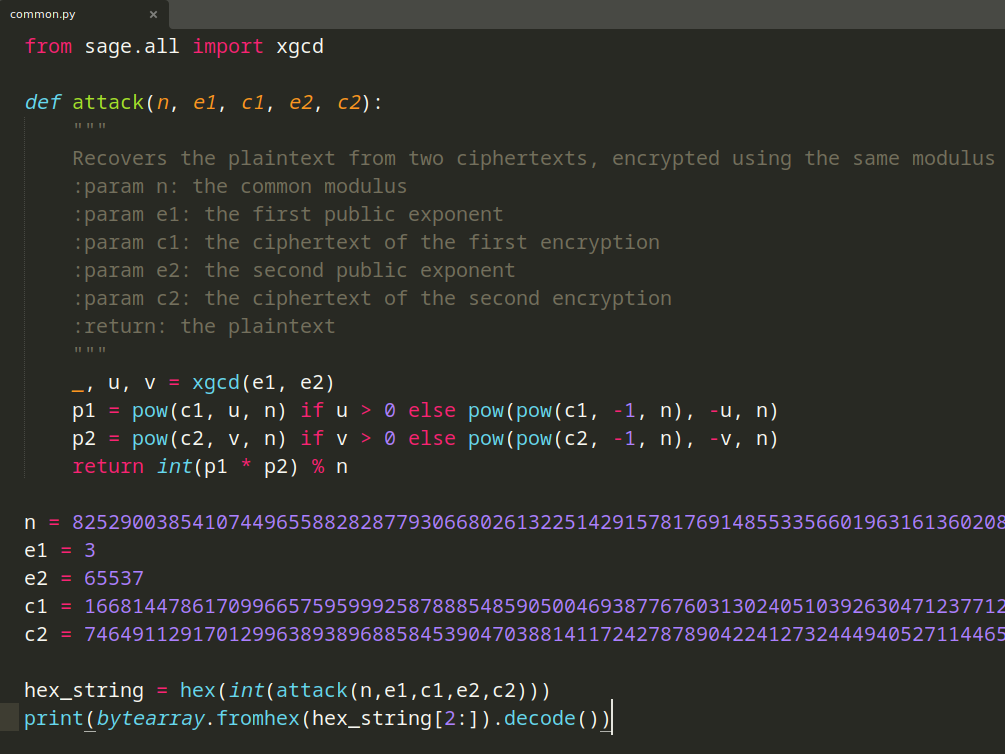 common.py ×
from sage.all import xgcd
def attack(n, e1, c1, e2, c2):
"""
Recovers the plaintext from two ciphertexts, encrypted using the same modulus
:param n: the common modulus
:param e1: the first public exponent
:param c1: the ciphertext of the first encryption
:param e2: the second public exponent
:param c2: the ciphertext of the second encryption
:return: the plaintext
"""
_, u, v = xgcd(e1, e2)
p1 = pow(c1, u, n) if u > 0 else pow(pow(c1, -1, n), -u, n)
p2 = pow(c2, v, n) if v > 0 else pow(pow(c2, -1, n), -v, n)
return int(p1 * p2) % n
n = 825290038541074496558828287793066802613225142915781769148553356601963161360208
e1 = 3
e2 = 65537
c1 = 16681447861709966575959992587888548590500469387767603130240510392630471237712
c2 = 74649112917012996389389688584539047038814117242787890422412732444940527114465
hex_string = hex(int(attack(n,e1,c1,e2,c2)))
print(bytearray.fromhex(hex_string[2:]).decode())